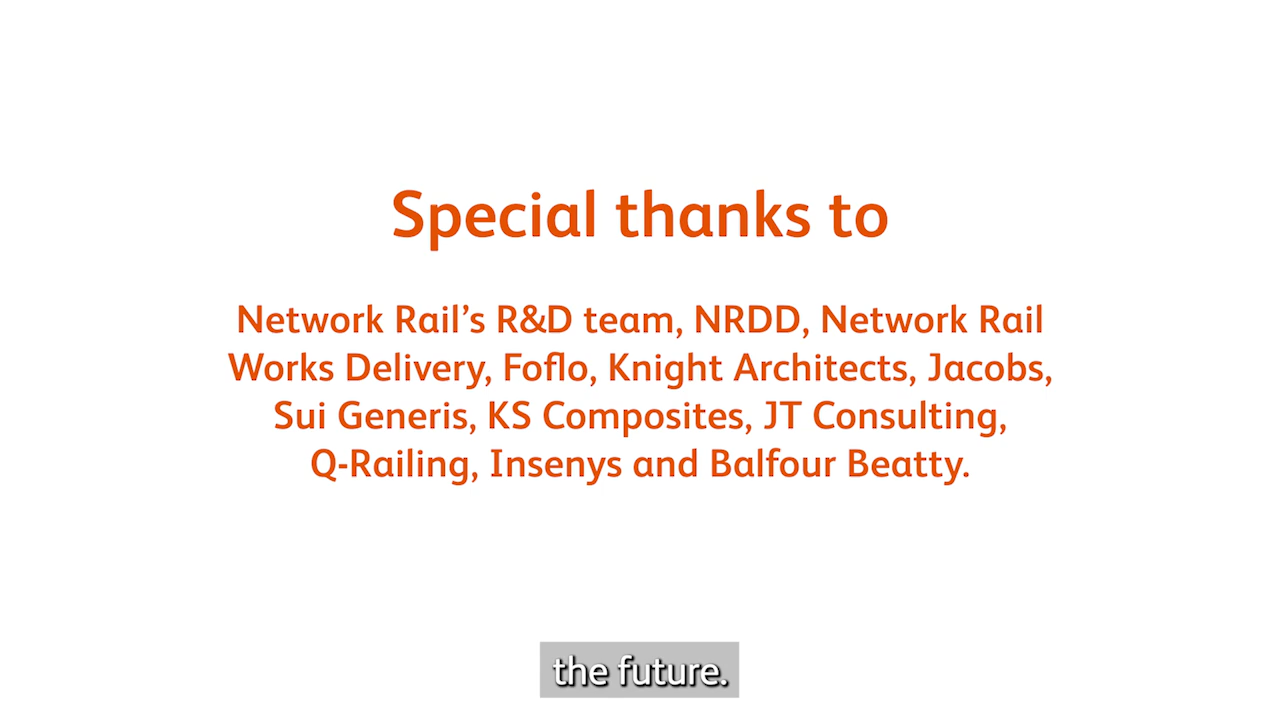 Special thanks to
Network Rail’s R&D team, NRDD, Network Rail
Works Delivery, Foflo, Knight Architects, Jacobs,
Sui Generis, KS Composites, JT Consulting,
Q-Railing, Insenys and Balfour Beatty.
the future.